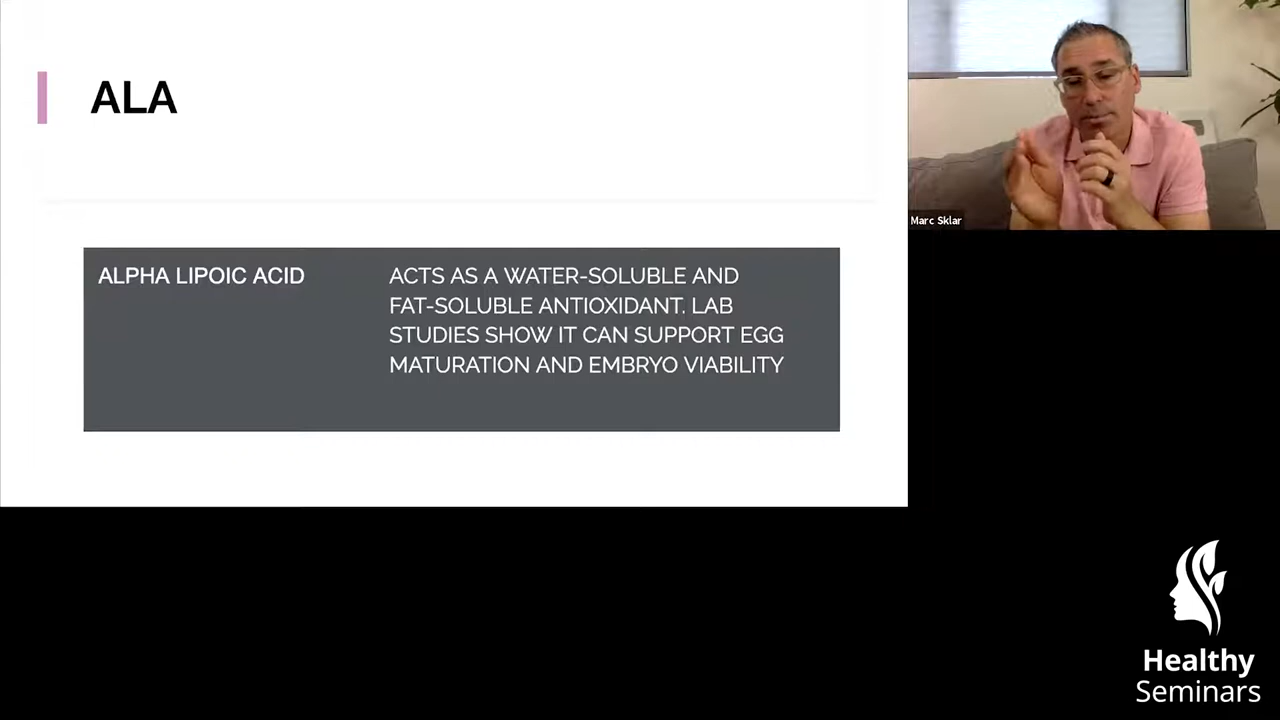 ALA
ALPHA LIPOIC ACID
ACTS AS A WATER-SOLUBLE AND
FAT-SOLUBLE ANTIOXIDANT. LAB
STUDIES SHOW IT CAN SUPPORT EGG
MATURATION AND EMBRYO VIABILITY
Marc Sklar
Healthy
Seminars